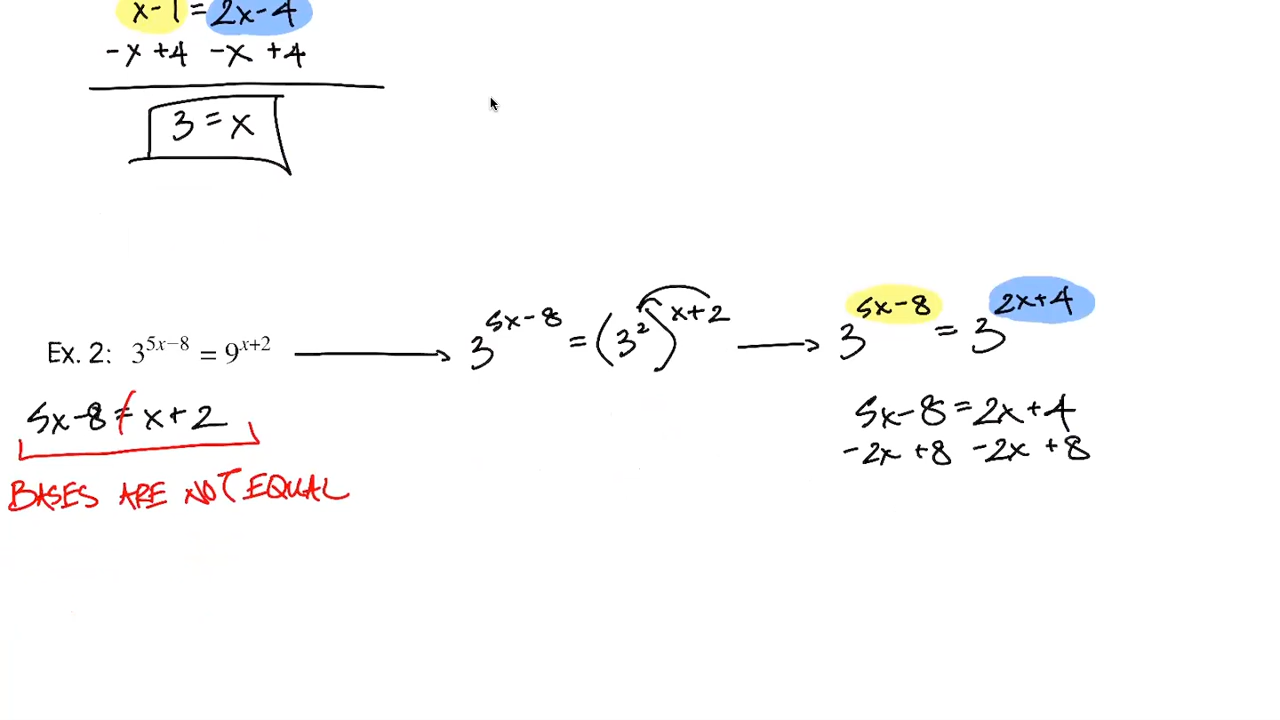 x-1 = 2x-4
-x +4 -x +4
3 = x
Ex. 2: 3^{5x−8} = 9^{x+2} ⟶ 3^{5x-8} = (3^2)^{x+2} ⟶ 3^{5x-8} = 3^{2x+4}
5x-8 ≠ x+2
5x-8 = 2x+4
-2x +8 -2x +8
BASES ARE NOT EQUAL